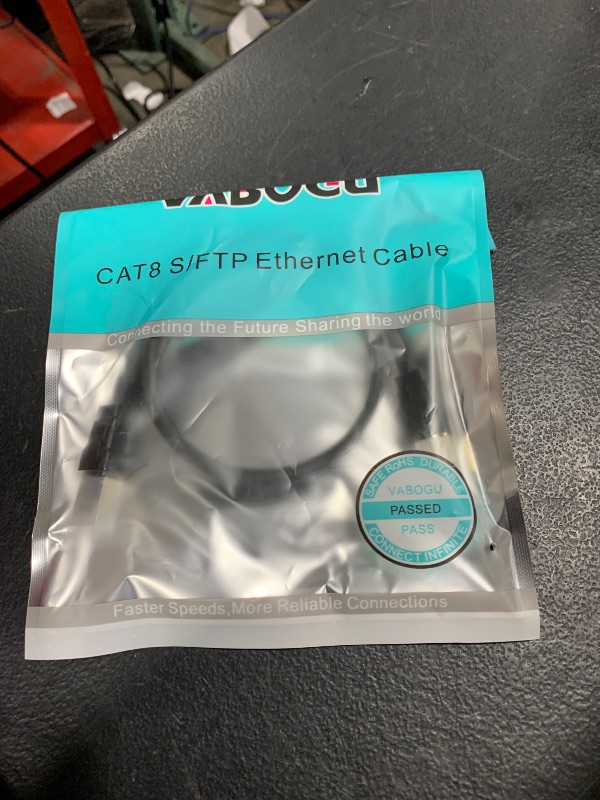 VABOGU
CAT8 S/FTP Ethernet Cable
Connecting the Future Sharing the world
SAFE RoHS DURABLE
VABOGU
PASSED
PASS
CONNECT INFINITE
Faster Speeds,More Reliable Connections